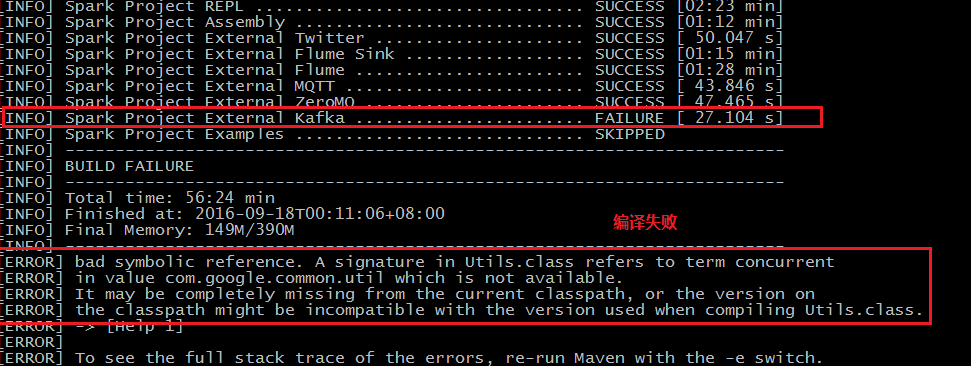 [INFO] Spark Project REPL .................................. SUCCESS [02:23 min]
[INFO] Spark Project Assembly .............................. SUCCESS [01:12 min]
[INFO] Spark Project External Twitter ...................... SUCCESS [ 50.047 s]
[INFO] Spark Project External Flume Sink ................... SUCCESS [01:15 min]
[INFO] Spark Project External Flume ........................ SUCCESS [01:28 min]
[INFO] Spark Project External MQTT ......................... SUCCESS [ 43.846 s]
[INFO] Spark Project External ZeroMQ ....................... SUCCESS [ 47.465 s]
[INFO] Spark Project External Kafka ........................ FAILURE [ 27.104 s]
[INFO] Spark Project Examples .............................. SKIPPED
[INFO] ------------------------------------------------------------------------
[INFO] BUILD FAILURE
[INFO] ------------------------------------------------------------------------
[INFO] Total time: 56:24 min
[INFO] Finished at: 2016-09-18T00:11:06+08:00
[INFO] Final Memory: 149M/390M
编译失败
[INFO] ------------------------------------------------------------------------
[ERROR] bad symbolic reference. A signature in Utils.class refers to term concurrent
[ERROR] in value com.google.common.util which is not available.
[ERROR] It may be completely missing from the current classpath, or the version on
[ERROR] the classpath might be incompatible with the version used when compiling Utils.class.
[ERROR] -> [Help 1]
[ERROR]
[ERROR] To see the full stack trace of the errors, re-run Maven with the -e switch.